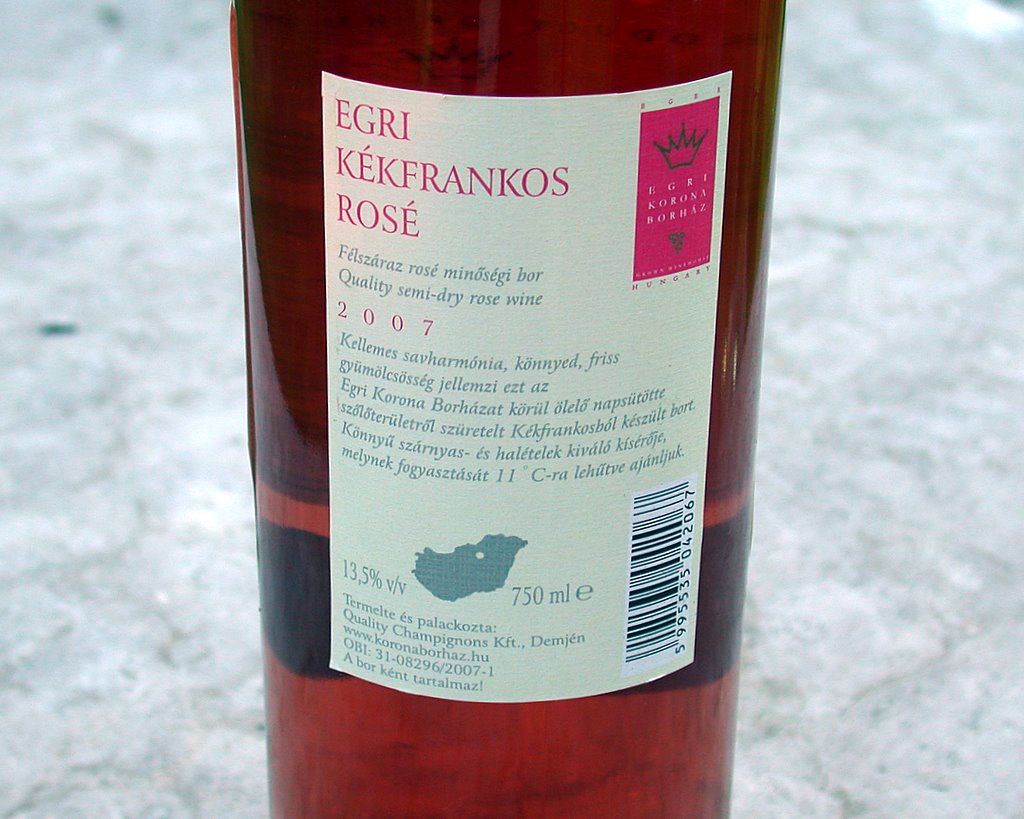 EGRI
KÉKFRANKOS
ROSÉ
Félszáraz rosé minőségi bor
Quality semi-dry rose wine
2007
Kellemes savharmónia, könnyed, friss
gyümölcsösség jellemzi ezt az
Egri Korona Borházat körül ölelő napsütötte
szőlőterületről szüretelt Kékfrankosból készült bort.
Könnyű szárnyas- és halételek kiváló kísérője,
melynek fogyasztását 11 °C-ra lehűtve ajánljuk.
13,5% v/v
750 ml ℮
Termelte és palackozta:
Quality Champignons Kft., Demjén
www.koronaborhaz.hu
OBI: 31-08296/2007-1
A bor ként tartalmaz!
EGRI
EGRI
KORONA
BORHÁZ
CROWN WINEHOUSE
HUNGARY
5 995535 042067